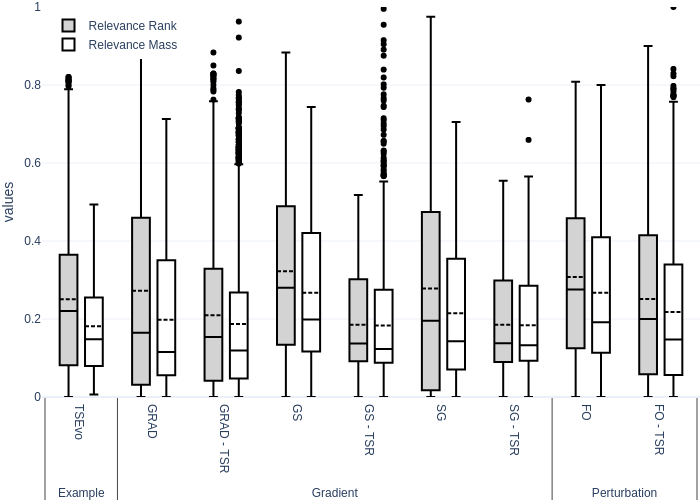 1
0.8
0.6
0.4
0.2
0
values
Relevance Rank
Relevance Mass
TSEvo
GRAD
GRAD - TSR
GS
GS - TSR
SG
SG - TSR
FO
FO - TSR
Example
Gradient
Perturbation